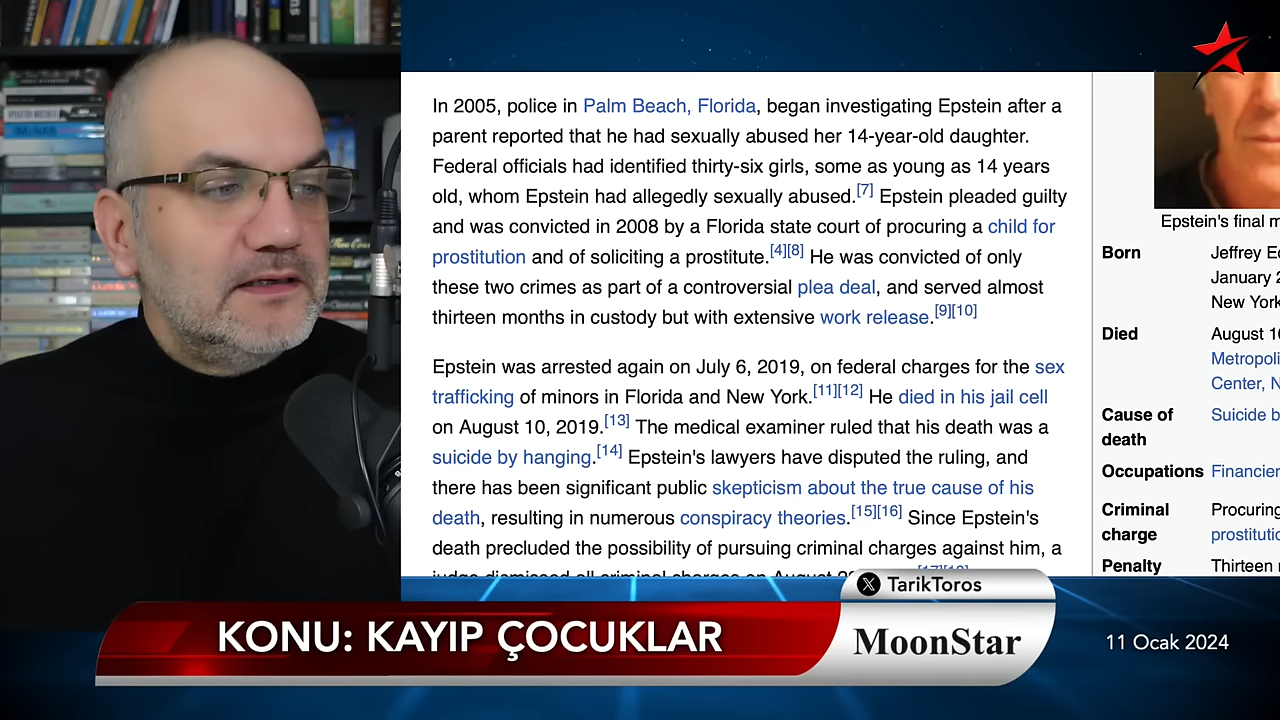 In 2005, police in Palm Beach, Florida, began investigating Epstein after a
parent reported that he had sexually abused her 14-year-old daughter.
Federal officials had identified thirty-six girls, some as young as 14 years
old, whom Epstein had allegedly sexually abused.[7] Epstein pleaded guilty
and was convicted in 2008 by a Florida state court of procuring a child for
prostitution and of soliciting a prostitute.[4][8] He was convicted of only
these two crimes as part of a controversial plea deal, and served almost
thirteen months in custody but with extensive work release.[9][10]
Epstein was arrested again on July 6, 2019, on federal charges for the sex
trafficking of minors in Florida and New York.[11][12] He died in his jail cell
on August 10, 2019.[13] The medical examiner ruled that his death was a
suicide by hanging.[14] Epstein's lawyers have disputed the ruling, and
there has been significant public skepticism about the true cause of his
death, resulting in numerous conspiracy theories.[15][16] Since Epstein's
death precluded the possibility of pursuing criminal charges against him, a
judge dismissed all criminal charges on August
Epstein's final
Born
Jeffrey
January
New York
Died
August
Metropoli
Center, N
Cause of
death
Suicide b
Occupations
Financier
Criminal
charge
Procuring
prostitutio
Penalty
Thirteen
TarikToros
KONU: KAYIP ÇOCUKLAR
MoonStar
11 Ocak 2024